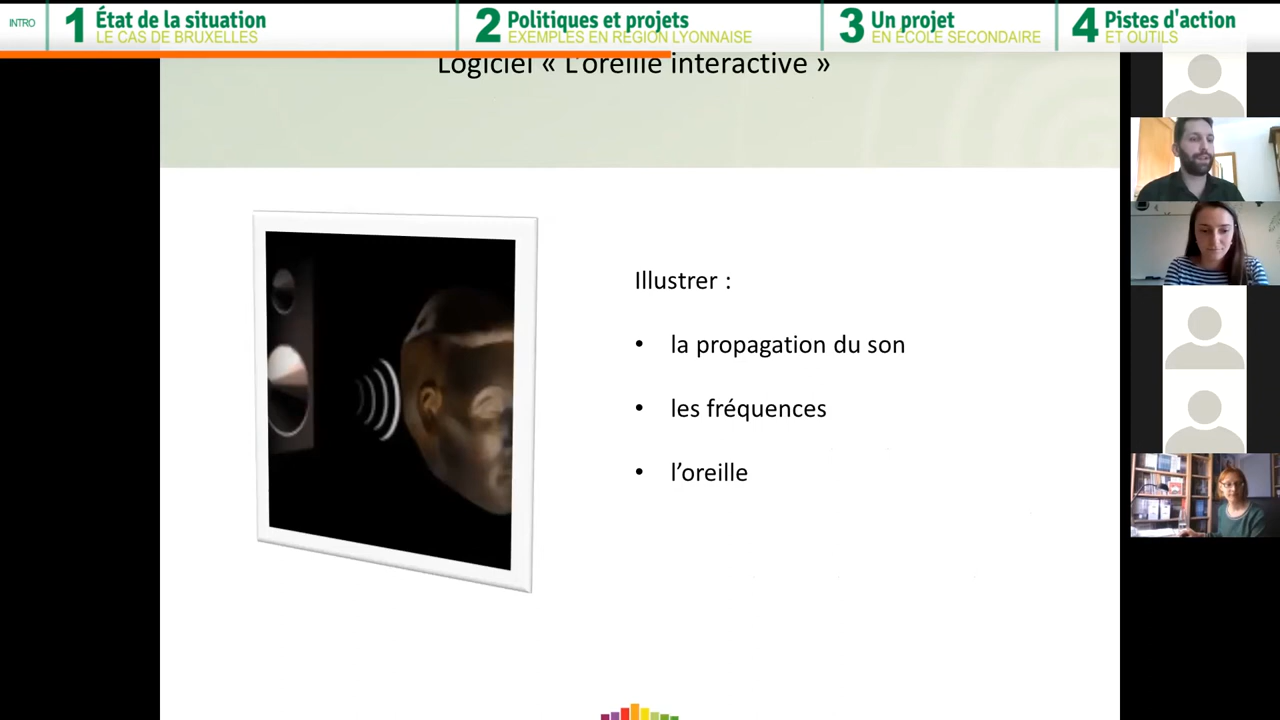 INTRO
1 État de la situation
LE CAS DE BRUXELLES
2 Politiques et projets
EXEMPLES EN RÉGION LYONNAISE
3 Un projet
EN ÉCOLE SECONDAIRE
4 Pistes d'action
ET OUTILS
Logiciel « L'oreille interactive »
Illustrer :
• la propagation du son
• les fréquences
• l’oreille